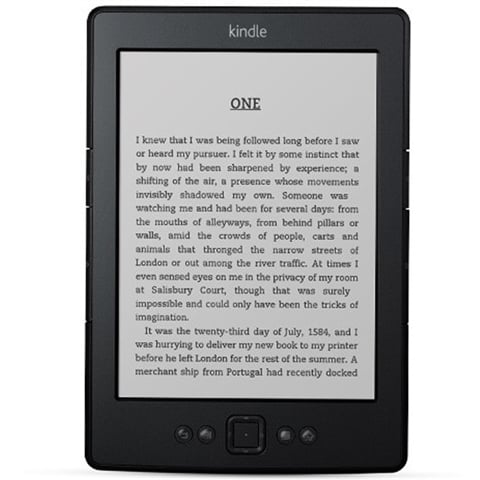 kindle
ONE
I knew that I was being followed long before I saw
or heard my pursuer. I felt it by some instinct that
by now had been sharpened by experience; a
shifting of the air, a presence whose movements
invisibly shadowed my own. Someone was
watching me and had been for several days: from
the mouths of alleyways, from behind pillars or
walls, amid the crowds of people, carts and
animals that thronged the narrow streets of
London or out among the river traffic. At times I
even sensed eyes on me in the privacy of my room
at Salisbury Court, though that was surely
impossible and could only have been the tricks of
imagination.
It was the twenty-third day of July, 1584, and I
was hurrying to deliver my new book to my printer
before he left London for the rest of the summer. A
merchant ship from Portugal had recently docked